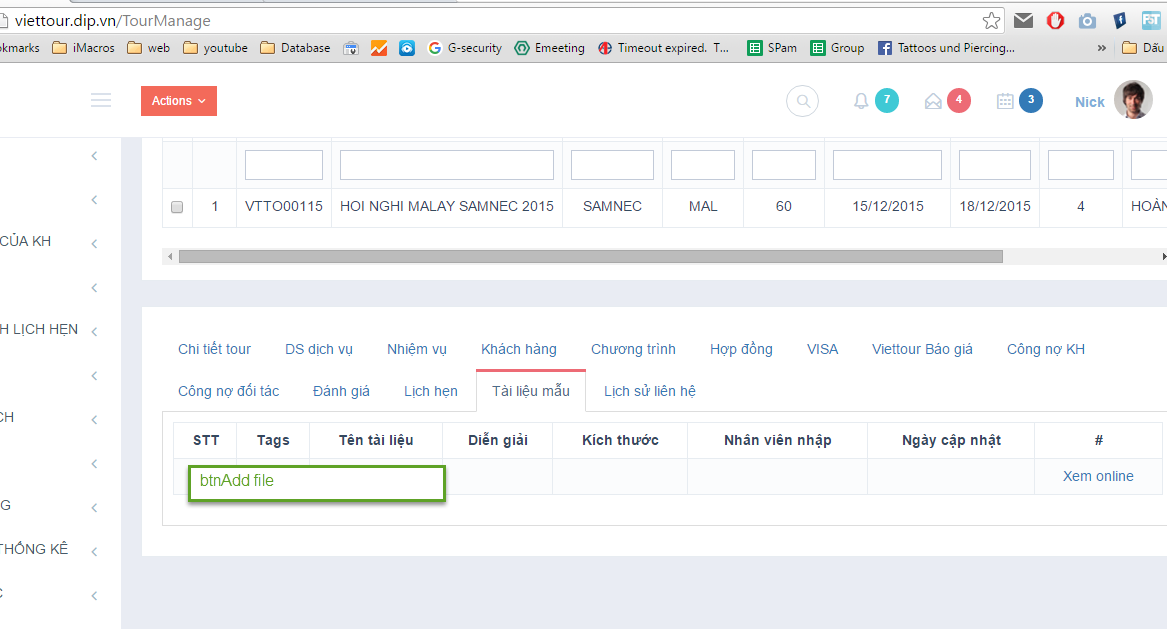 viettour.dip.vn/TourManage
okmarks iMacros web youtube Database G-security Emeeting Timeout expired. T... SPam Group Tattoos und Piercing... » Dấu
Actions 7 4 3 Nick
1 VTTO00115 HOI NGHI MALAY SAMNEC 2015 SAMNEC MAL 60 15/12/2015 18/12/2015 4 HOÀN
CỦA KH
H LỊCH HẸN
CH
G
THỐNG KÊ
C
Chi tiết tour DS dịch vụ Nhiệm vụ Khách hàng Chương trình Hợp đồng VISA Viettour Báo giá Công nợ KH
Công nợ đối tác Đánh giá Lịch hẹn Tài liệu mẫu Lịch sử liên hệ
STT Tags Tên tài liệu Diễn giải Kích thước Nhân viên nhập Ngày cập nhật #
btnAdd file Xem online